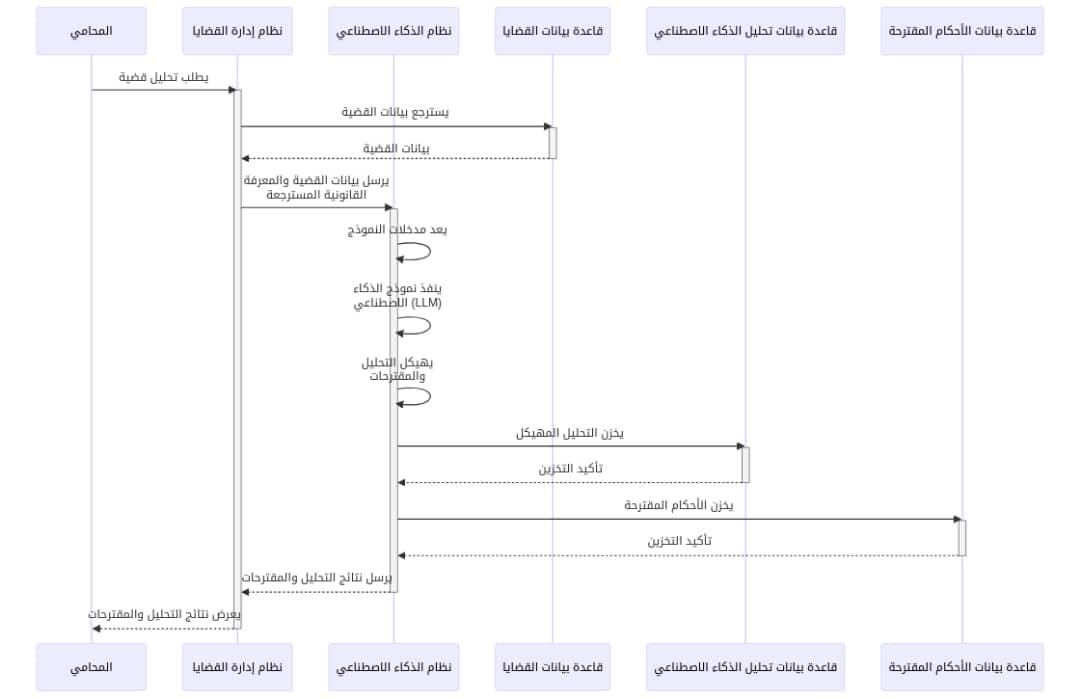 المحامي
نظام إدارة القضايا
نظام الذكاء الاصطناعي
قاعدة بيانات القضايا
قاعدة بيانات تحليل الذكاء الاصطناعي
قاعدة بيانات الأحكام المقترحة
يطلب تحليل قضية
يسترجع بيانات القضية
بيانات القضية
يرسل بيانات القضية والمعرفة
القانونية المسترجعة
يعد مدخلات النموذج
ينفذ نموذج الذكاء
الاصطناعي (LLM)
يهيكل التحليل
والمقترحات
يخزن التحليل المهيكل
تأكيد التخزين
يخزن الأحكام المقترحة
تأكيد التخزين
يرسل نتائج التحليل والمقترحات
يعرض نتائج التحليل والمقترحات
المحامي
نظام إدارة القضايا
نظام الذكاء الاصطناعي
قاعدة بيانات القضايا
قاعدة بيانات تحليل الذكاء الاصطناعي
قاعدة بيانات الأحكام المقترحة